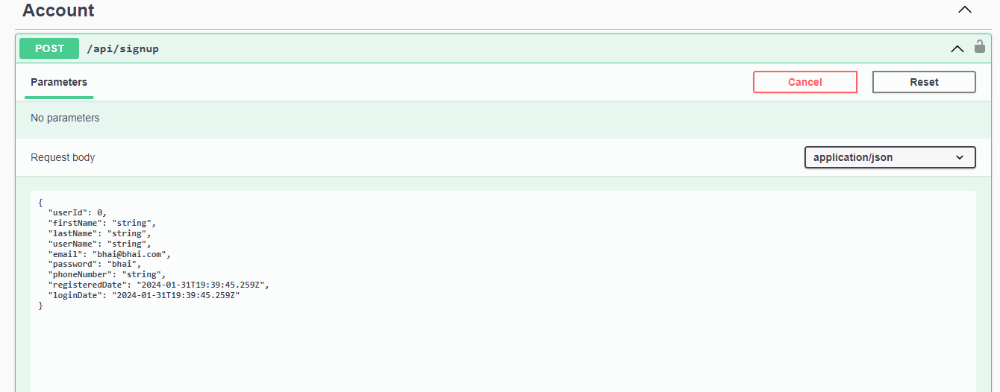 Account
POST /api/signup
Parameters Cancel Reset
No parameters
Request body application/json
{
"userId": 0,
"firstName": "string",
"lastName": "string",
"userName": "string",
"email": "bhai@bhai.com",
"password": "bhai",
"phoneNumber": "string",
"registeredDate": "2024-01-31T19:39:45.259Z",
"loginDate": "2024-01-31T19:39:45.259Z"
}